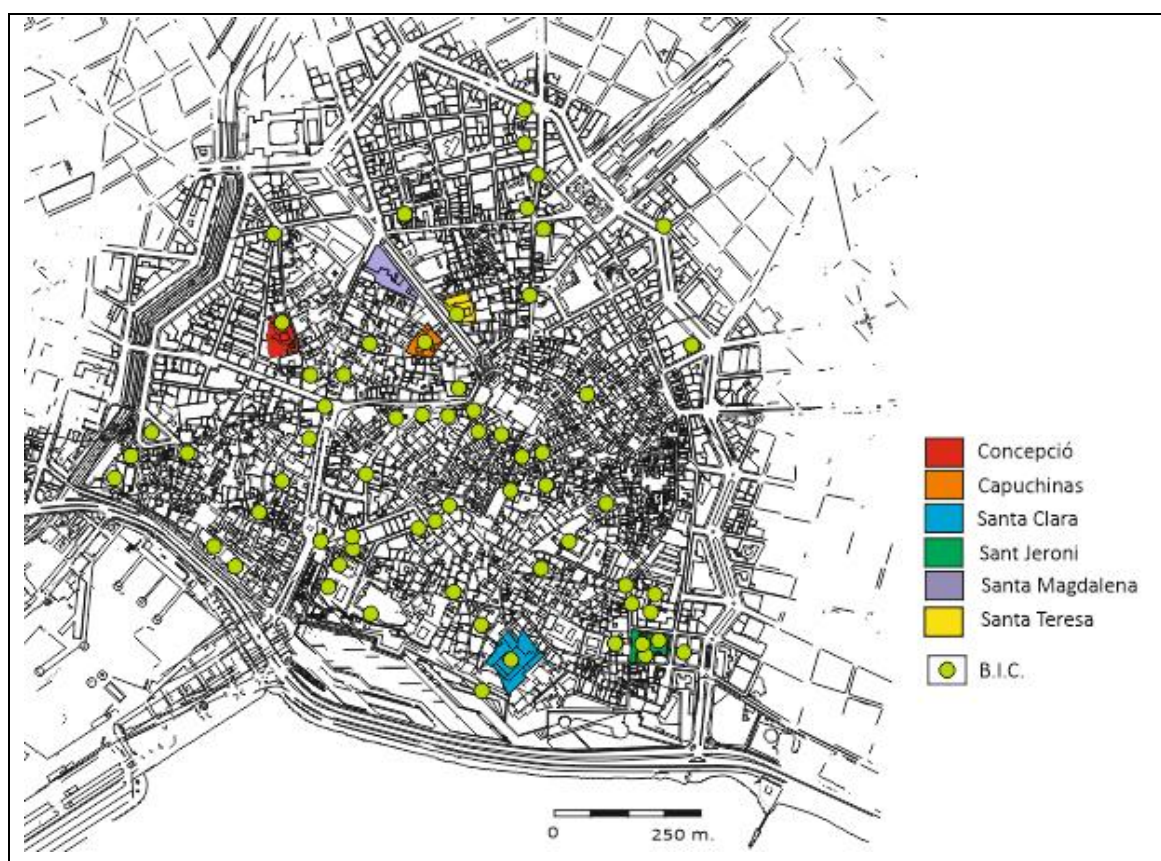 Concepció
Capuchinas
Santa Clara
Sant Jeroni
Santa Magdalena
Santa Teresa
B.I.C.
0 250 m.